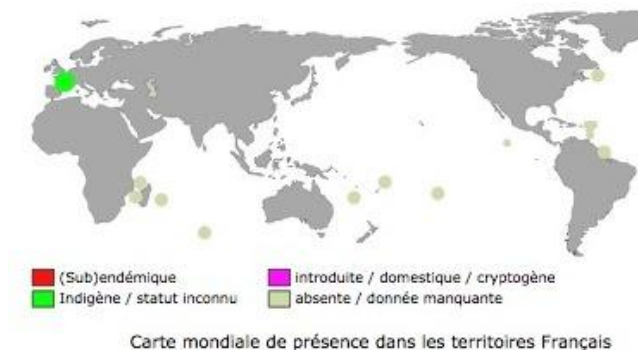 (Sub)endémique
introduite / domestique / cryptogène
Indigène / statut inconnu
absente / donnée manquante
Carte mondiale de présence dans les territoires Français